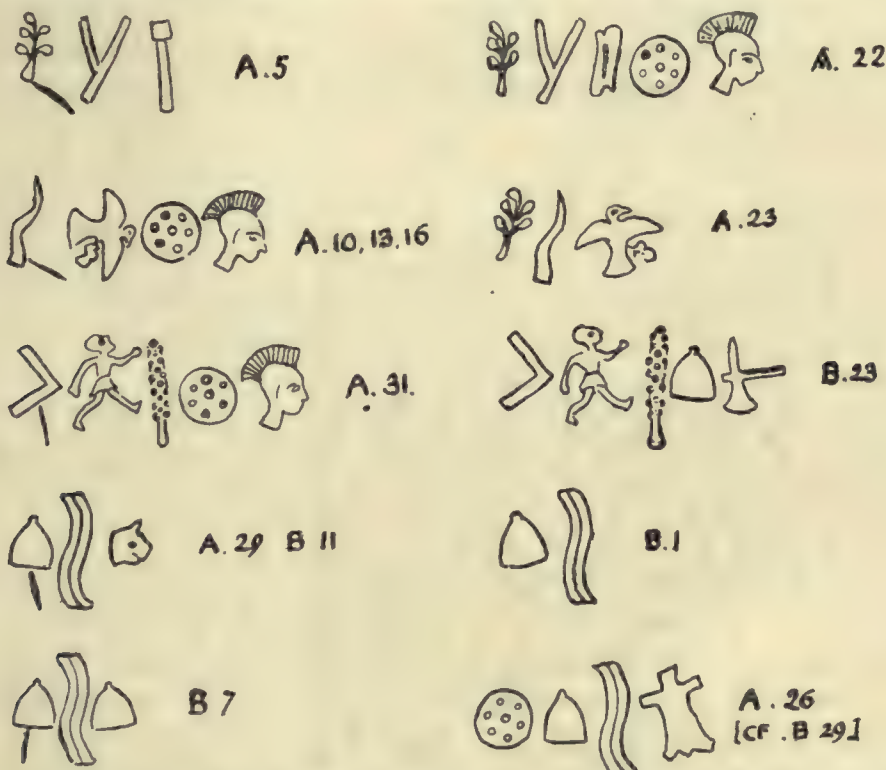 A.5
A. 22
A.10, 13, 16
A.23
A.31.
B.23
A.29 B 11
B.1
B 7
A.26
[CF. B 29]